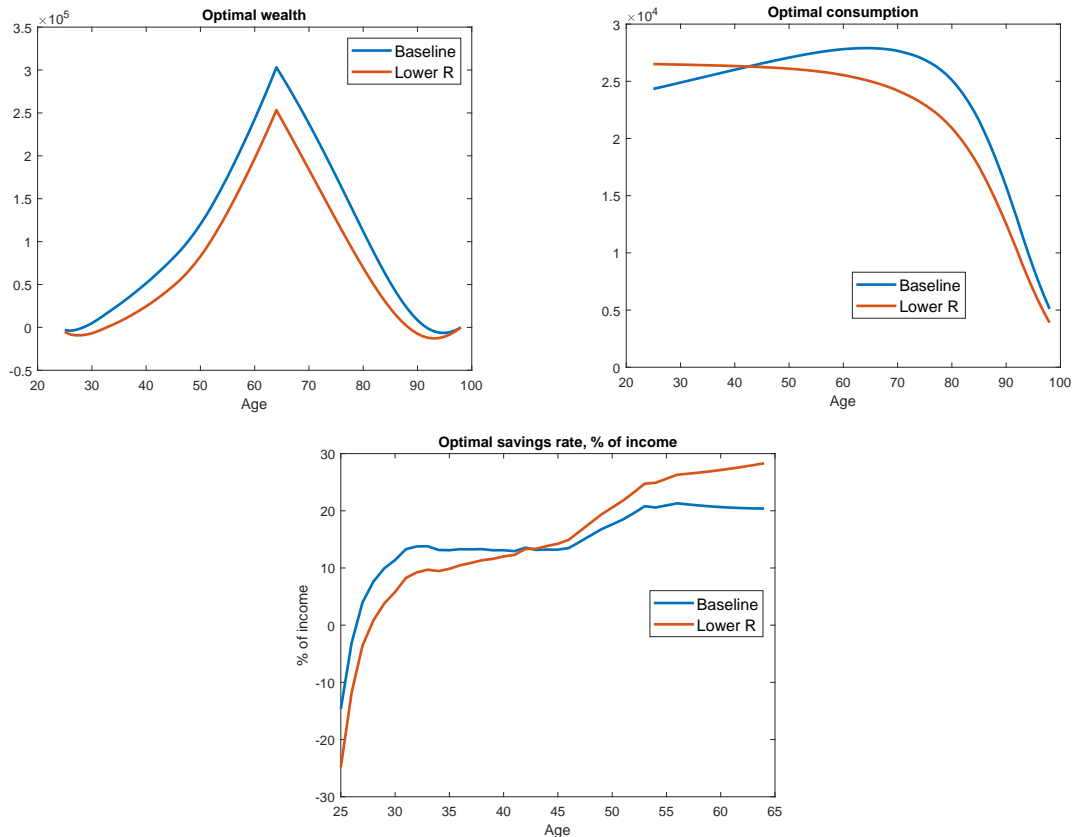 Optimal wealth
×10^5
3.5
3
2.5
2
1.5
1
0.5
0
-0.5
20 30 40 50 60 70 80 90 100
Age
Baseline
Lower R
Optimal consumption
×10^4
3
2.5
2
1.5
1
0.5
0
20 30 40 50 60 70 80 90 100
Age
Baseline
Lower R
Optimal savings rate, % of income
% of income
30
20
10
0
-10
-20
-30
25 30 35 40 45 50 55 60 65
Age
Baseline
Lower R